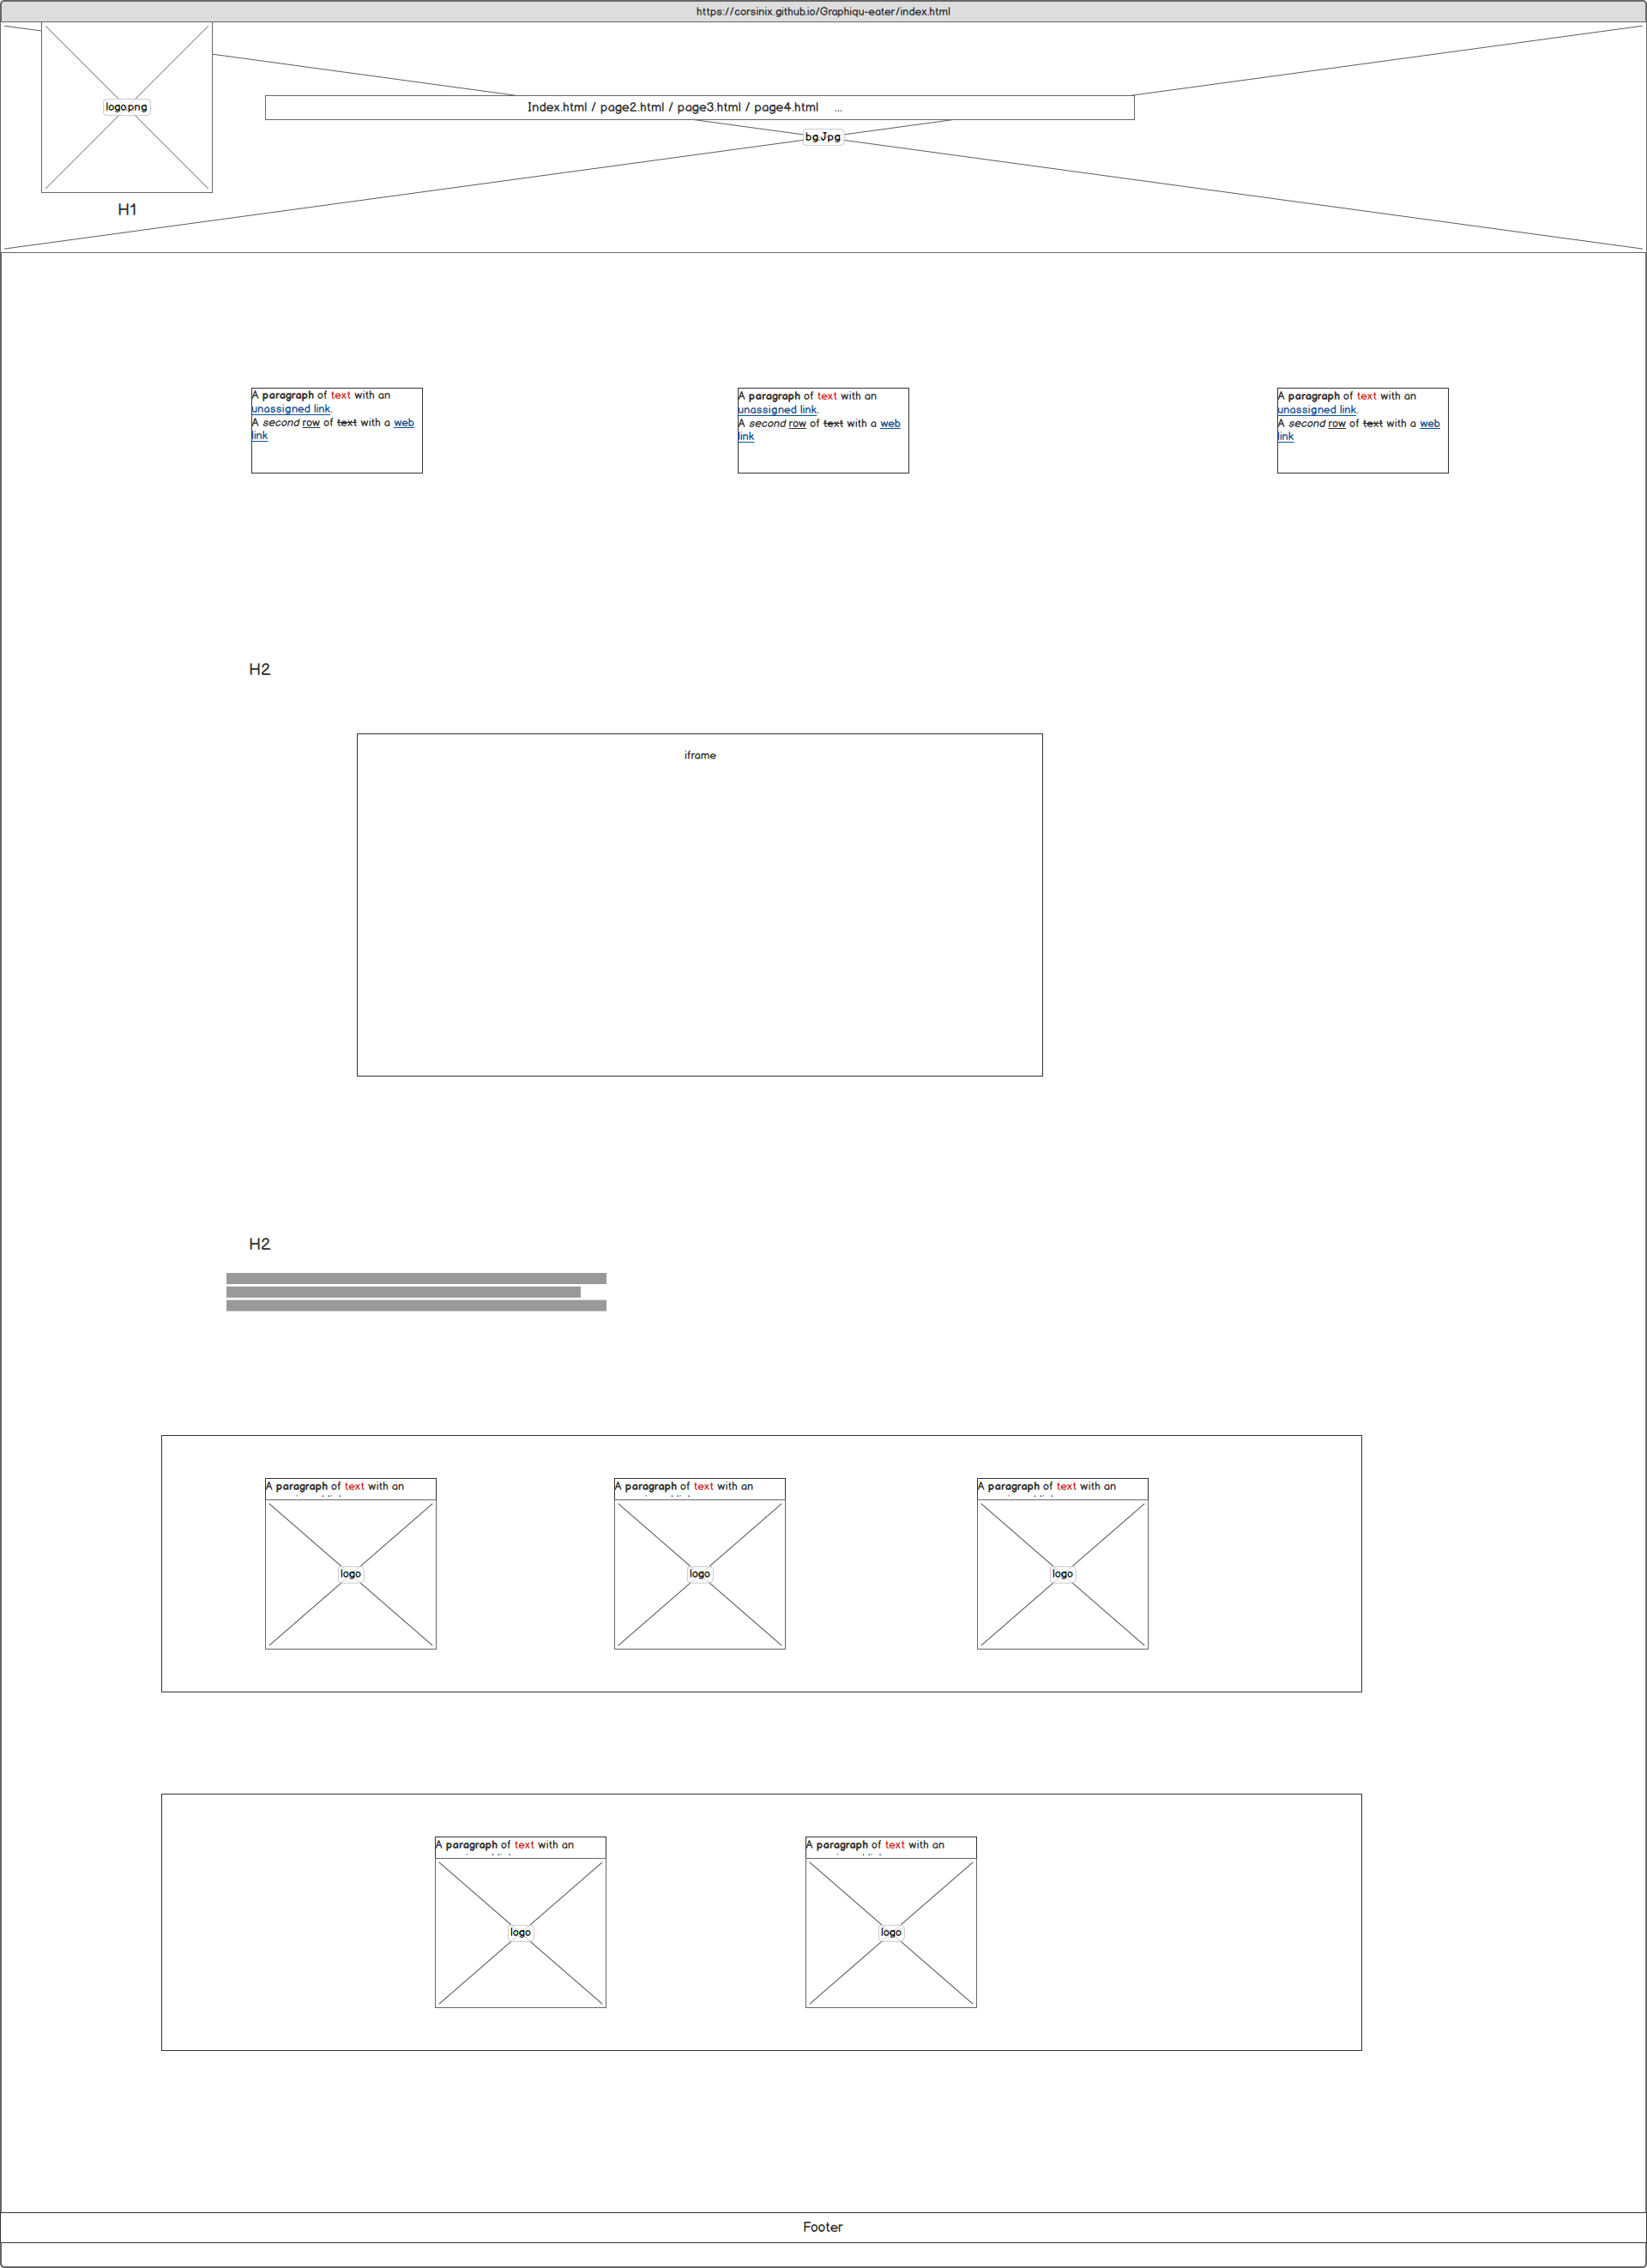 https://corsinix.github.io/Graphiqu-eater/index.html
logo.png
Index.html / page2.html / page3.html / page4.html ...
bg.Jpg
H1
A paragraph of text with an
unassigned link.
A second row of text with a web
link
A paragraph of text with an
unassigned link.
A second row of text with a web
link
A paragraph of text with an
unassigned link.
A second row of text with a web
link
H2
iframe
H2
A paragraph of text with an
logo
A paragraph of text with an
logo
A paragraph of text with an
logo
A paragraph of text with an
logo
A paragraph of text with an
logo
Footer